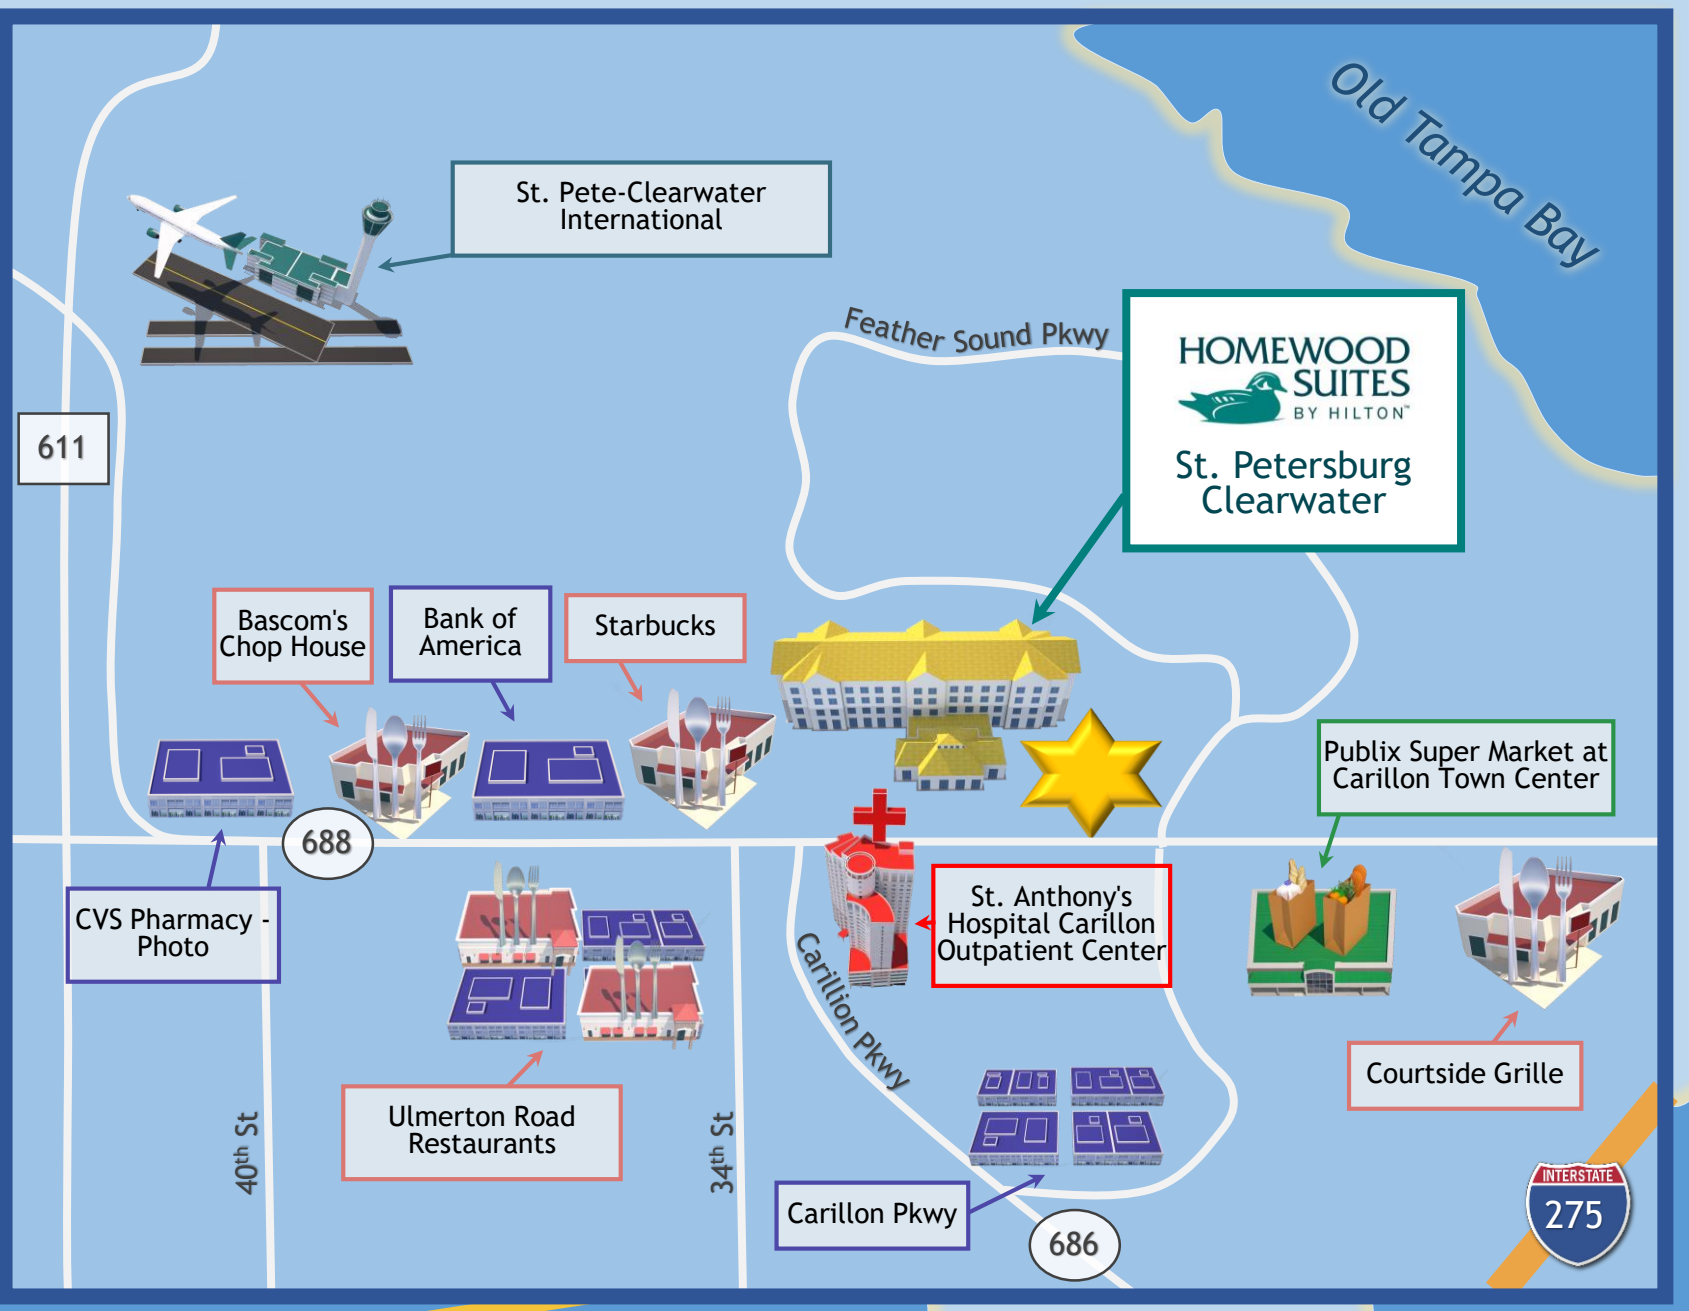 Old Tampa Bay
St. Pete-Clearwater
International
Feather Sound Pkwy
HOMEWOOD
SUITES
BY HILTON™
St. Petersburg
Clearwater
611
Bascom's
Chop House
Bank of
America
Starbucks
Publix Super Market at
Carillon Town Center
688
CVS Pharmacy -
Photo
St. Anthony's
Hospital Carillon
Outpatient Center
Carillion Pkwy
Courtside Grille
Ulmerton Road
Restaurants
40th St
34th St
Carillon Pkwy
686
INTERSTATE
275